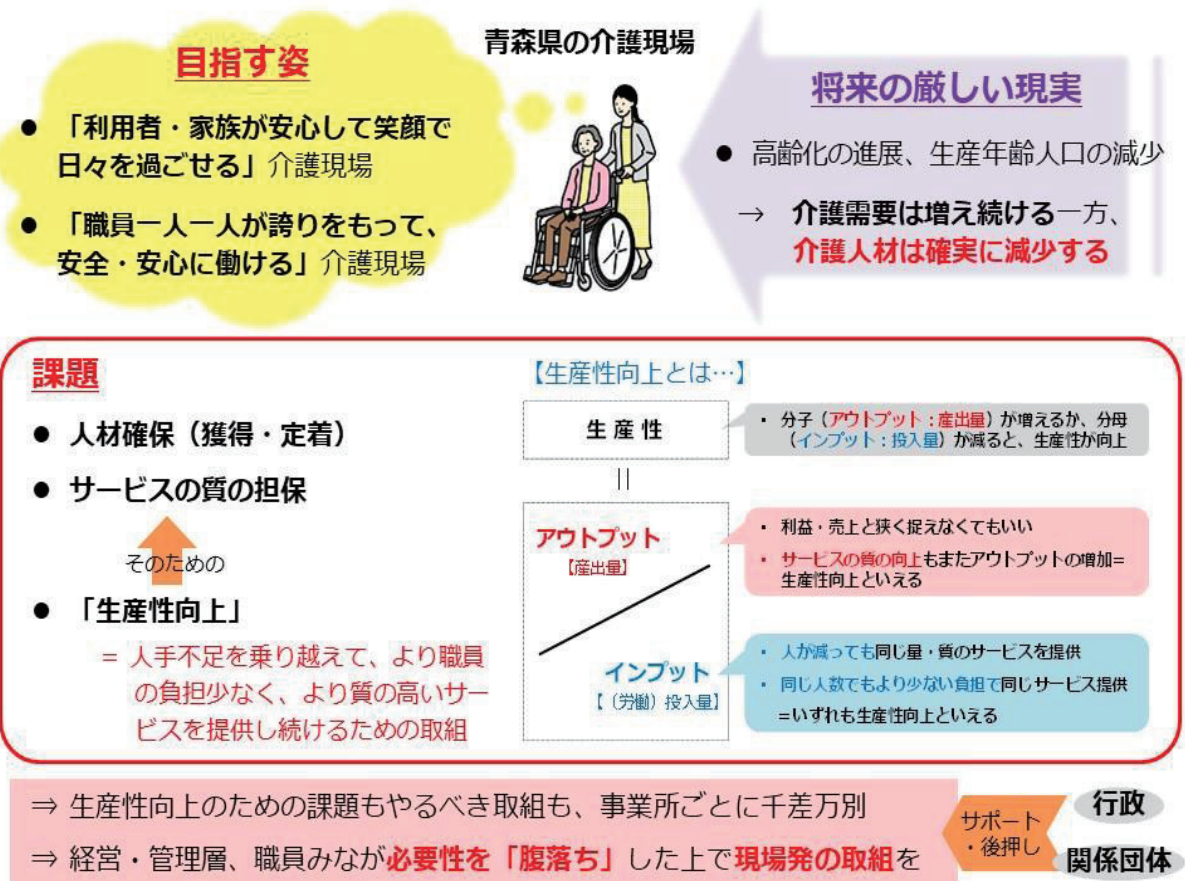 青森県の介護現場
目指す姿
● 「利用者・家族が安心して笑顔で
日々を過ごせる」介護現場
● 「職員一人一人が誇りをもって、
安全・安心に働ける」介護現場
将来の厳しい現実
● 高齢化の進展、生産年齢人口の減少
→ 介護需要は増え続ける一方、
介護人材は確実に減少する
課題
● 人材確保（獲得・定着）
● サービスの質の担保
そのための
● 「生産性向上」
= 人手不足を乗り越えて、より職員
の負担少なく、より質の高いサー
ビスを提供し続けるための取組
【生産性向上とは…】
生産性
||
アウトプット
【産出量】
インプット
【（労働）投入量】
・ 分子（アウトプット：産出量）が増えるか、分母
（インプット：投入量）が減ると、生産性が向上
・ 利益・売上と狭く捉えなくてもいい
・ サービスの質の向上もまたアウトプットの増加=
生産性向上といえる
・ 人が減っても同じ量・質のサービスを提供
・ 同じ人数でもより少ない負担で同じサービス提供
=いずれも生産性向上といえる
⇒ 生産性向上のための課題もやるべき取組も、事業所ごとに千差万別
⇒ 経営・管理層、職員みなが必要性を「腹落ち」した上で現場発の取組を
サポート
・後押し
行政
関係団体